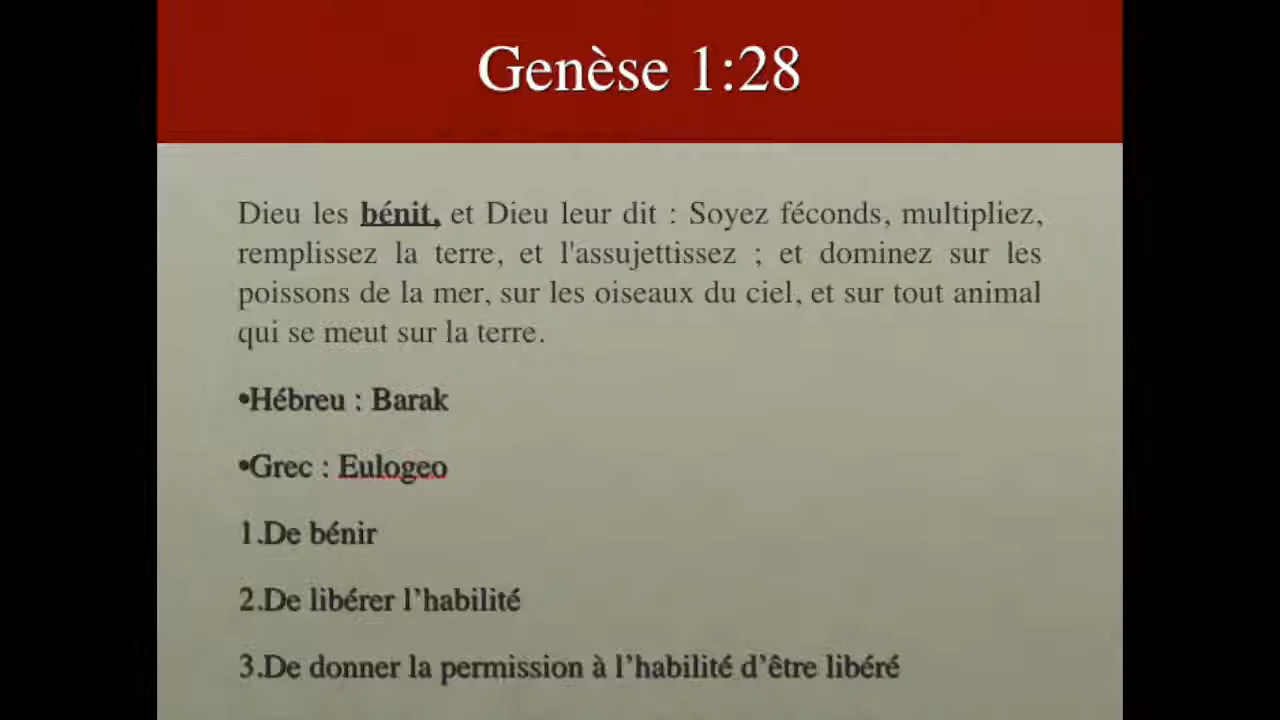 Genèse 1:28
Dieu les bénit, et Dieu leur dit : Soyez féconds, multipliez,
remplissez la terre, et l'assujettissez ; et dominez sur les
poissons de la mer, sur les oiseaux du ciel, et sur tout animal
qui se meut sur la terre.
•Hébreu : Barak
•Grec : Eulogeo
1.De bénir
2.De libérer l’habilité
3.De donner la permission à l’habilité d’être libéré